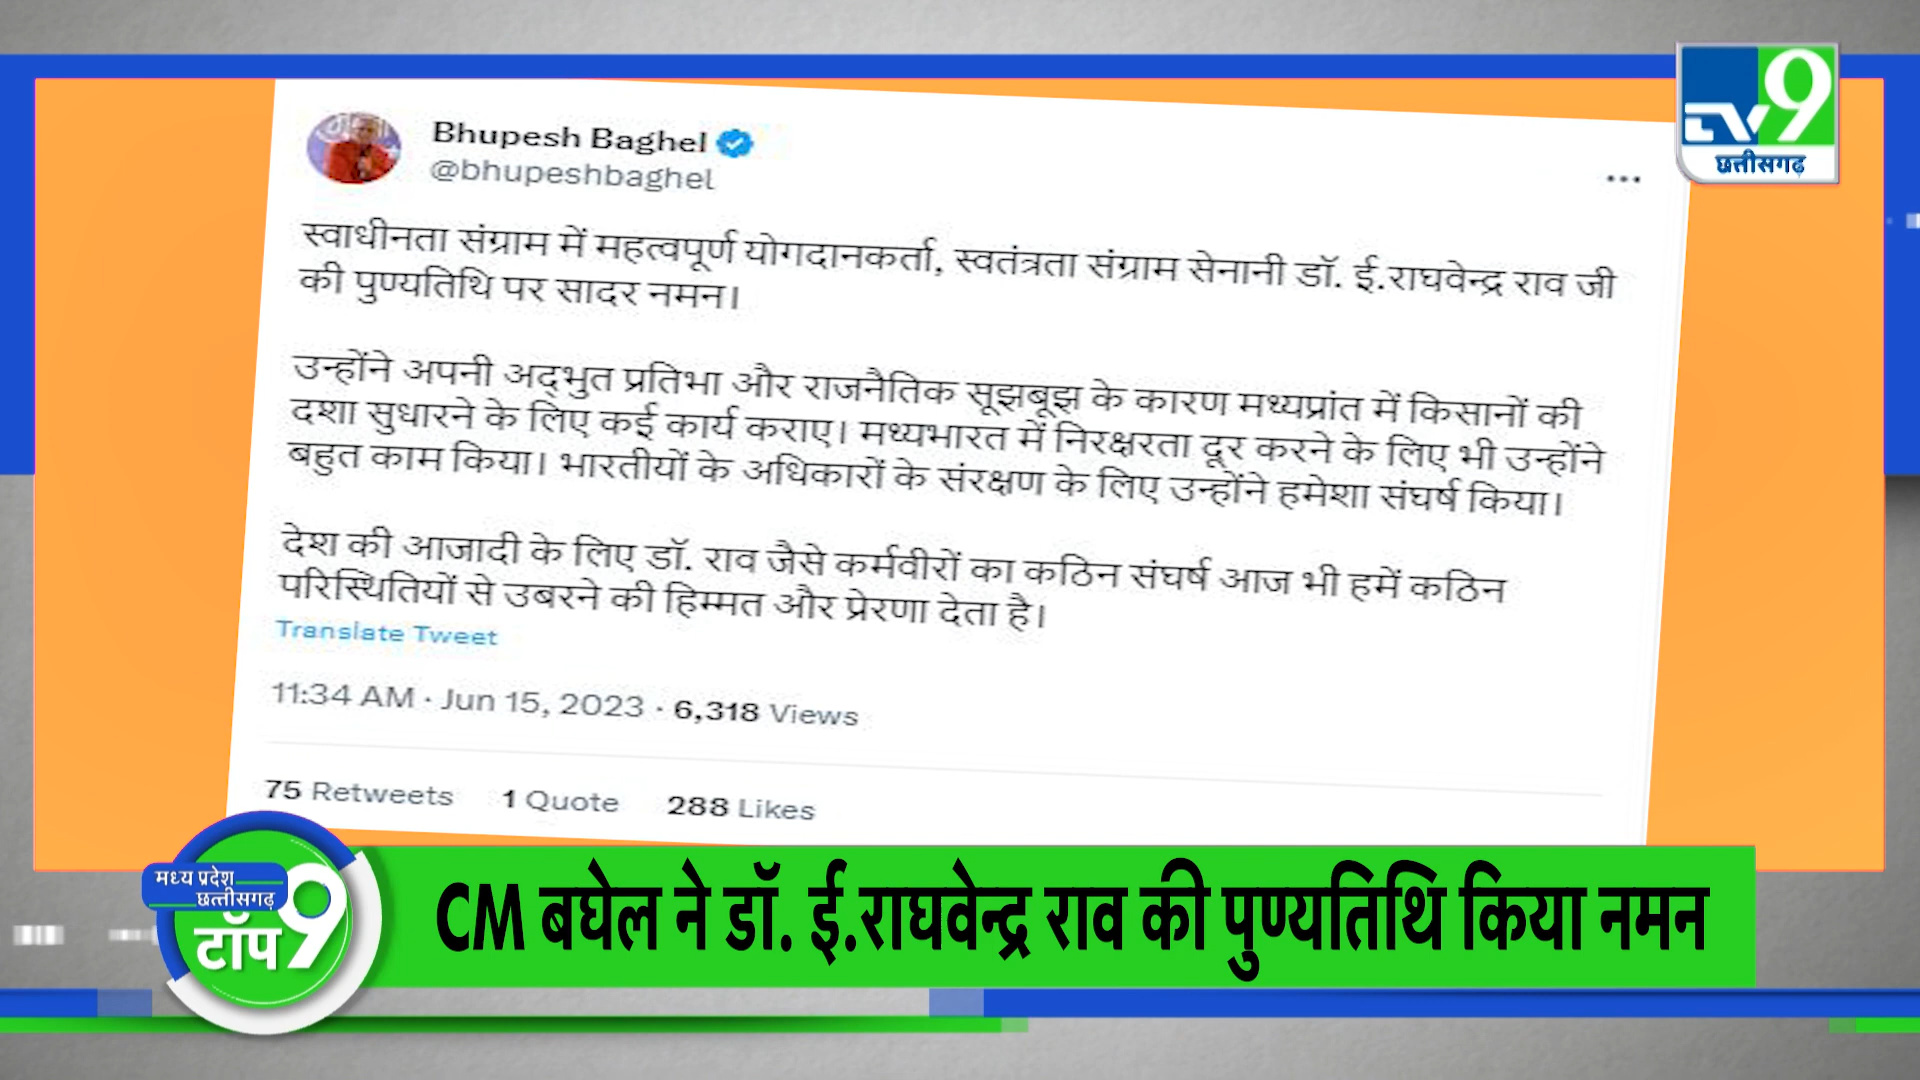 TV9
छत्तीसगढ़
Bhupesh Baghel
@bhupeshbaghel
स्वाधीनता संग्राम में महत्वपूर्ण योगदानकर्ता, स्वतंत्रता संग्राम सेनानी डॉ. ई.राघवेन्द्र राव जी
की पुण्यतिथि पर सादर नमन।
उन्होंने अपनी अद्भुत प्रतिभा और राजनैतिक सूझबूझ के कारण मध्यप्रांत में किसानों की
दशा सुधारने के लिए कई कार्य कराए। मध्यभारत में निरक्षरता दूर करने के लिए भी उन्होंने
बहुत काम किया। भारतीयों के अधिकारों के संरक्षण के लिए उन्होंने हमेशा संघर्ष किया।
देश की आजादी के लिए डॉ. राव जैसे कर्मवीरों का कठिन संघर्ष आज भी हमें कठिन
परिस्थितियों से उबरने की हिम्मत और प्रेरणा देता है।
Translate Tweet
11:34 AM · Jun 15, 2023 · 6,318 Views
75 Retweets 1 Quote 288 Likes
मध्य प्रदेश
छत्तीसगढ़
टॉप 9
CM बघेल ने डॉ. ई.राघवेन्द्र राव की पुण्यतिथि किया नमन